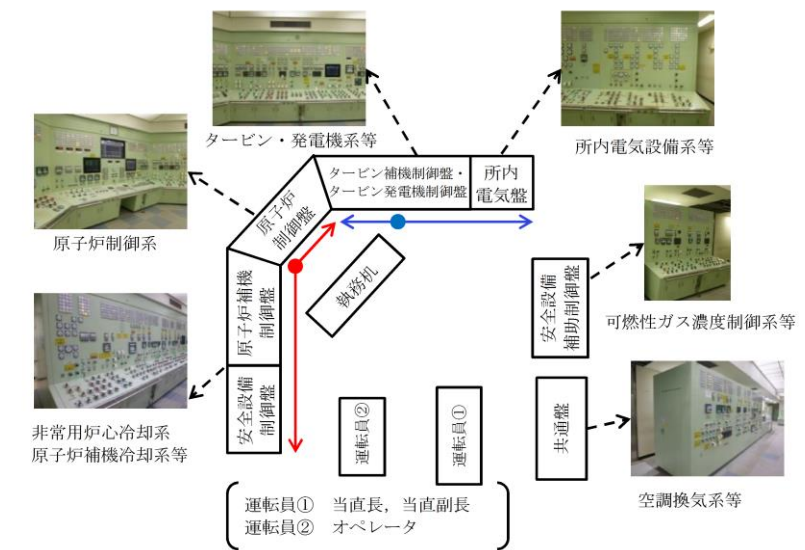 タービン・発電機系等
所内電気設備系等
タービン補機制御盤・
タービン発電機制御盤
所内
電気盤
原子炉
制御盤
原子炉制御系
執務机
原子炉補機
制御盤
安全設備
補助制御盤
可燃性ガス濃度制御系等
安全設備
制御盤
非常用炉心冷却系
原子炉補機冷却系等
運転員②
運転員①
共通盤
空調換気系等
運転員① 当直長，当直副長
運転員② オペレータ